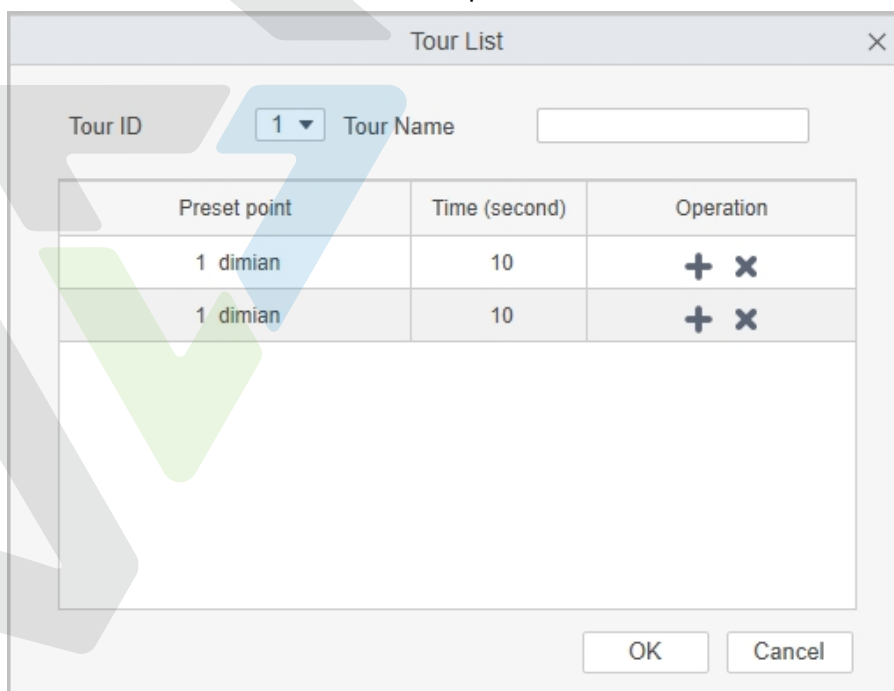 Tour List
Tour ID 1 Tour Name
Preset point Time (second) Operation
1 dimian 10
1 dimian 10
OK Cancel